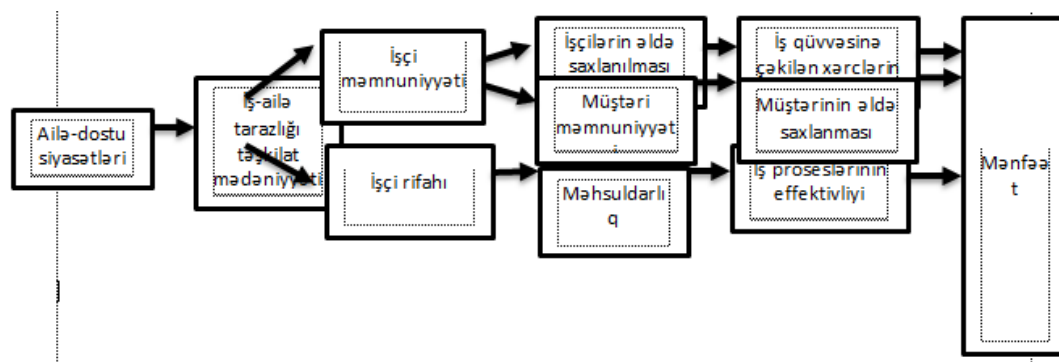 Ailə-dostu
siyasətləri
İş-ailə
tarazlığı
təşkilat
mədəniyyəti
İşçi
məmnuniyyəti
İşçi rifahı
İşçilərin əldə
saxlanılması
Müştəri
məmnuniyyət
i
Məhsuldarlı
q
İş qüvvəsinə
çəkilən xərclərin
Müştərinin əldə
saxlanması
İş proseslərinin
effektivliyi
Mənfəə
t